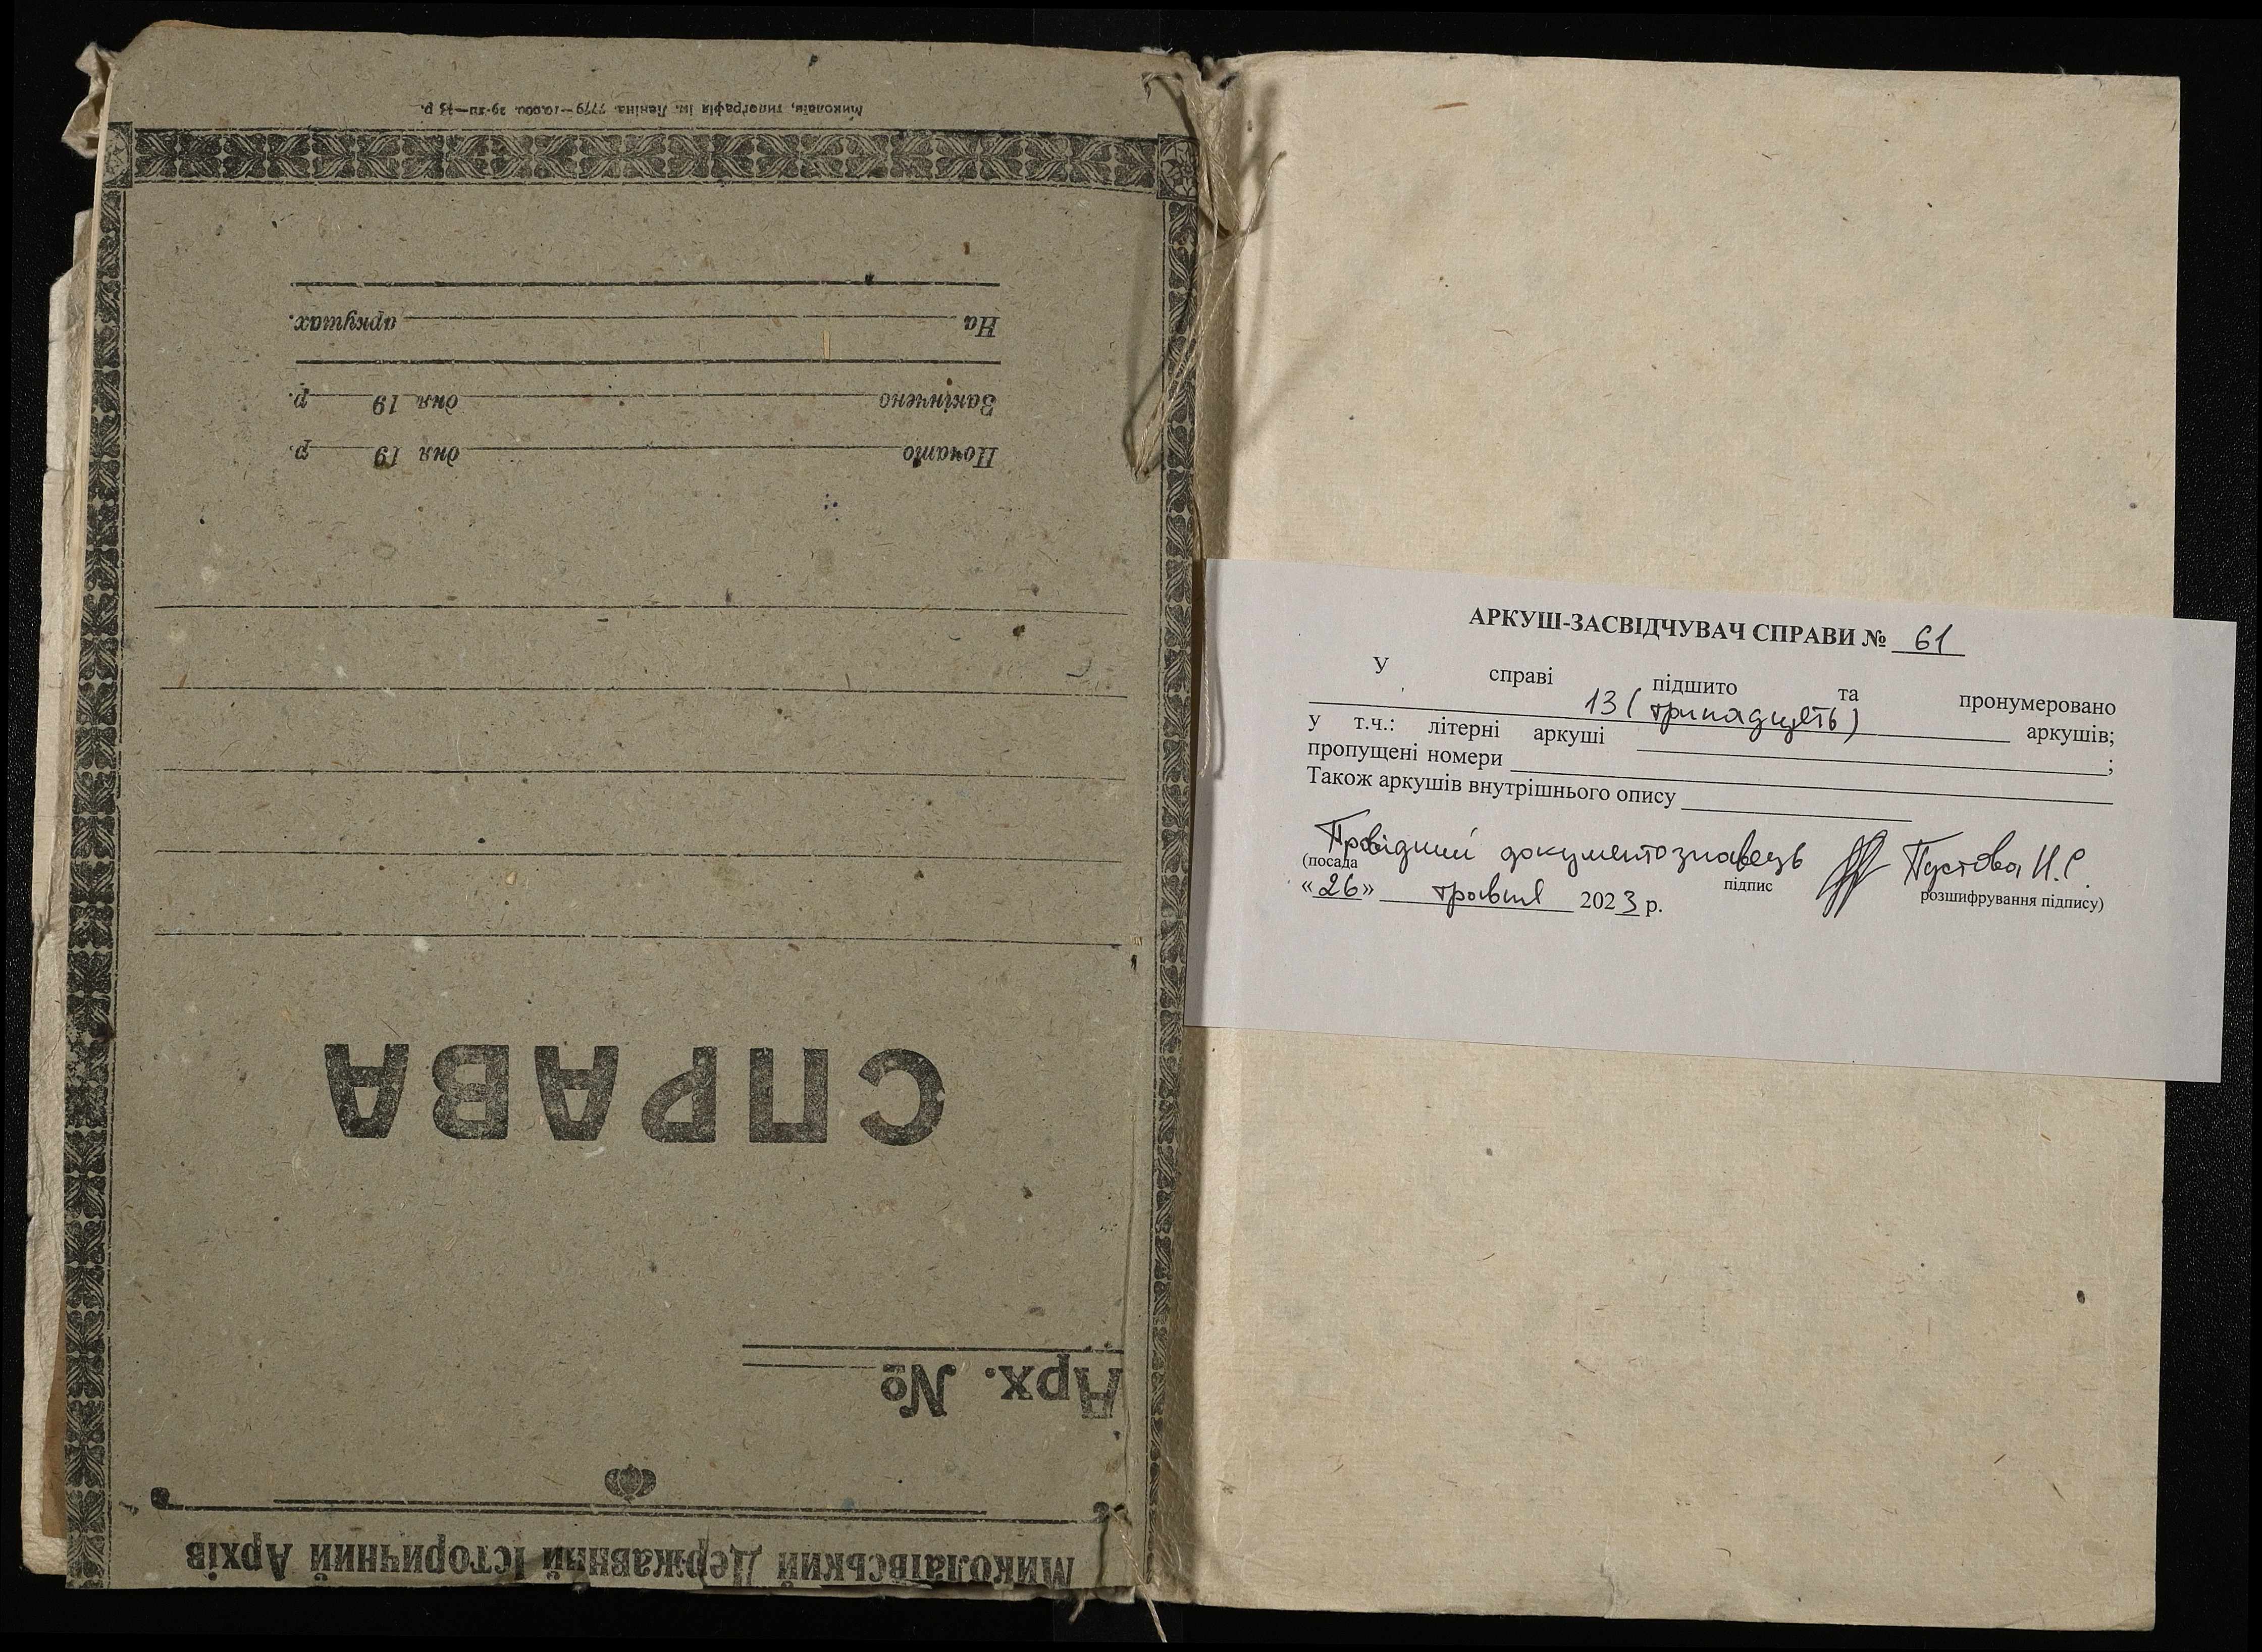 Миколаївський Державний Історичний Архів
Арх. №
СПРАВА
Почато дня 19 р.
Закінчено дня 19 р.
На аркушах.
Миколаїв, типографія ім. Леніна. 7779—10.000. 29-XII—33 р.
АРКУШ-ЗАСВІДЧУВАЧ СПРАВИ № 61
У справі підшито та пронумеровано
13 (тринадцять) аркушів;
у т.ч.: літерні аркуші
пропущені номери ;
Також аркушів внутрішнього опису
Провідний документознавець Пустова Н.С.
(посада підпис розшифрування підпису)
«26» травня 2023 р.